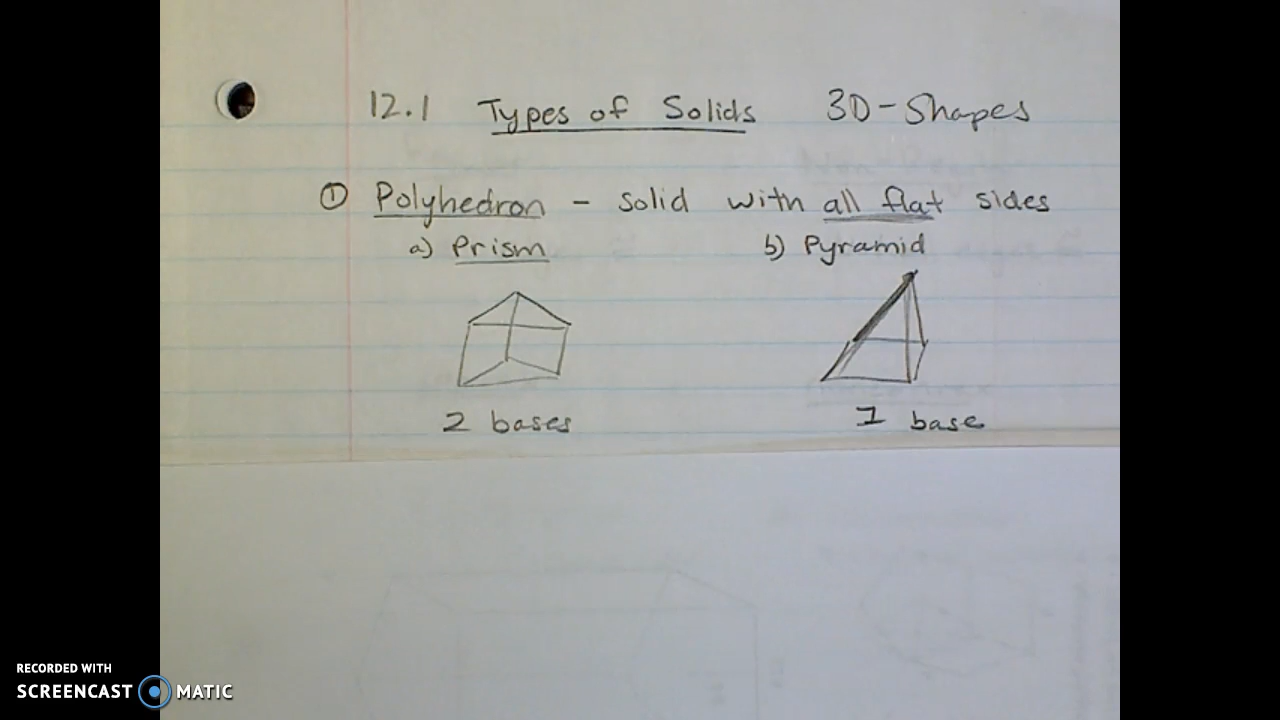 12.1 Types of Solids 3D-Shapes
① Polyhedron - solid with all flat sides
a) Prism b) Pyramid
2 bases 1 base
RECORDED WITH
SCREENCAST MATIC